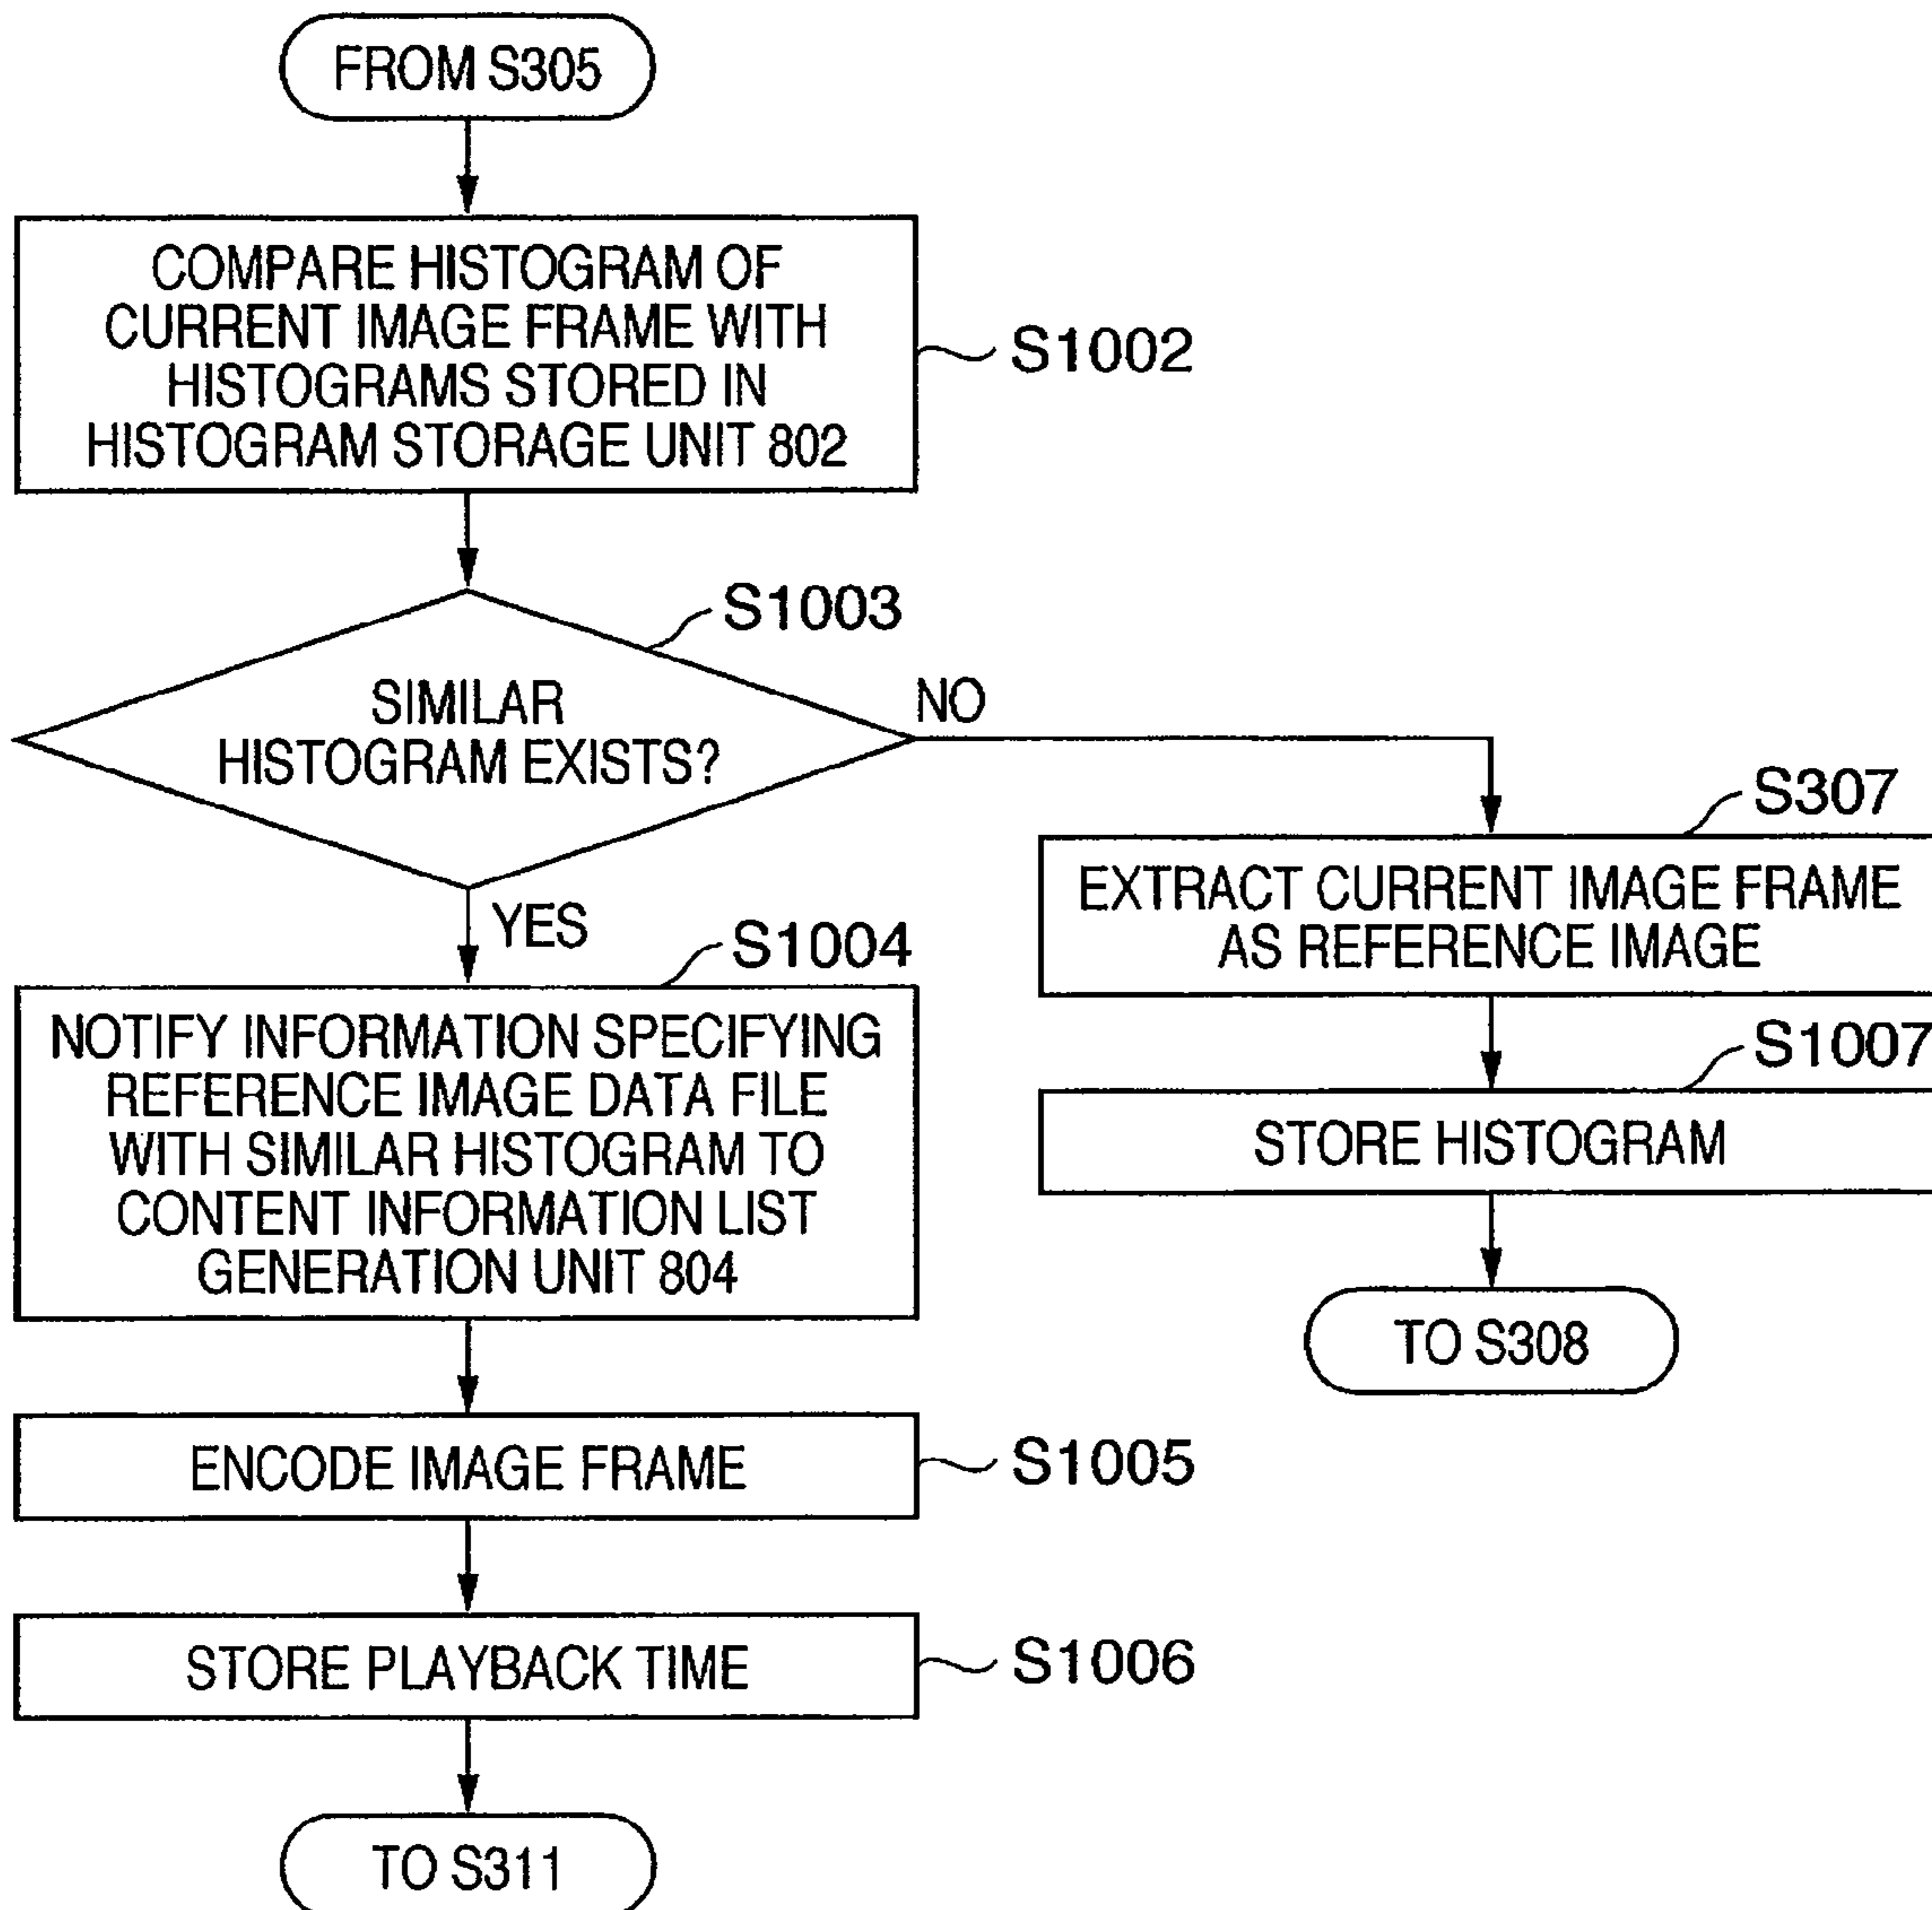 FROM S305
COMPARE HISTOGRAM OF
CURRENT IMAGE FRAME WITH
HISTOGRAMS STORED IN
HISTOGRAM STORAGE UNIT 802
S1002
S1003
SIMILAR
HISTOGRAM EXISTS?
NO
YES
S307
EXTRACT CURRENT IMAGE FRAME
AS REFERENCE IMAGE
S1004
NOTIFY INFORMATION SPECIFYING
REFERENCE IMAGE DATA FILE
WITH SIMILAR HISTOGRAM TO
CONTENT INFORMATION LIST
GENERATION UNIT 804
S1007
STORE HISTOGRAM
TO S308
ENCODE IMAGE FRAME
S1005
STORE PLAYBACK TIME
S1006
TO S311